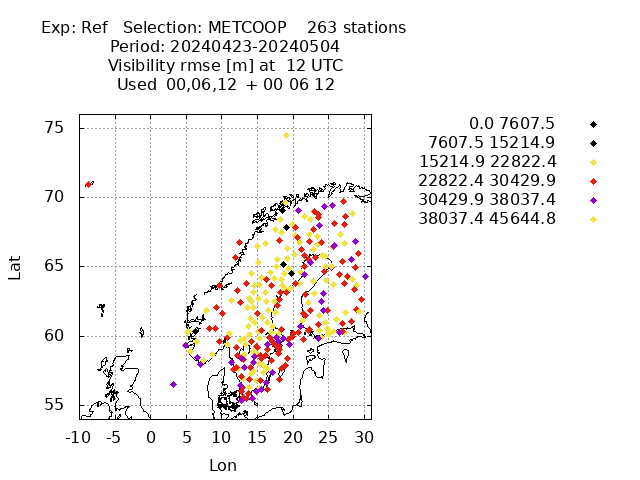 Exp: Ref   Selection: METCOOP    263 stations
Period: 20240423-20240504
Visibility rmse [m] at  12 UTC
Used  00,06,12  + 00 06 12
0.0 7607.5
7607.5 15214.9
15214.9 22822.4
22822.4 30429.9
30429.9 38037.4
38037.4 45644.8
75
70
65
60
55
Lat
-10 -5 0 5 10 15 20 25 30
Lon